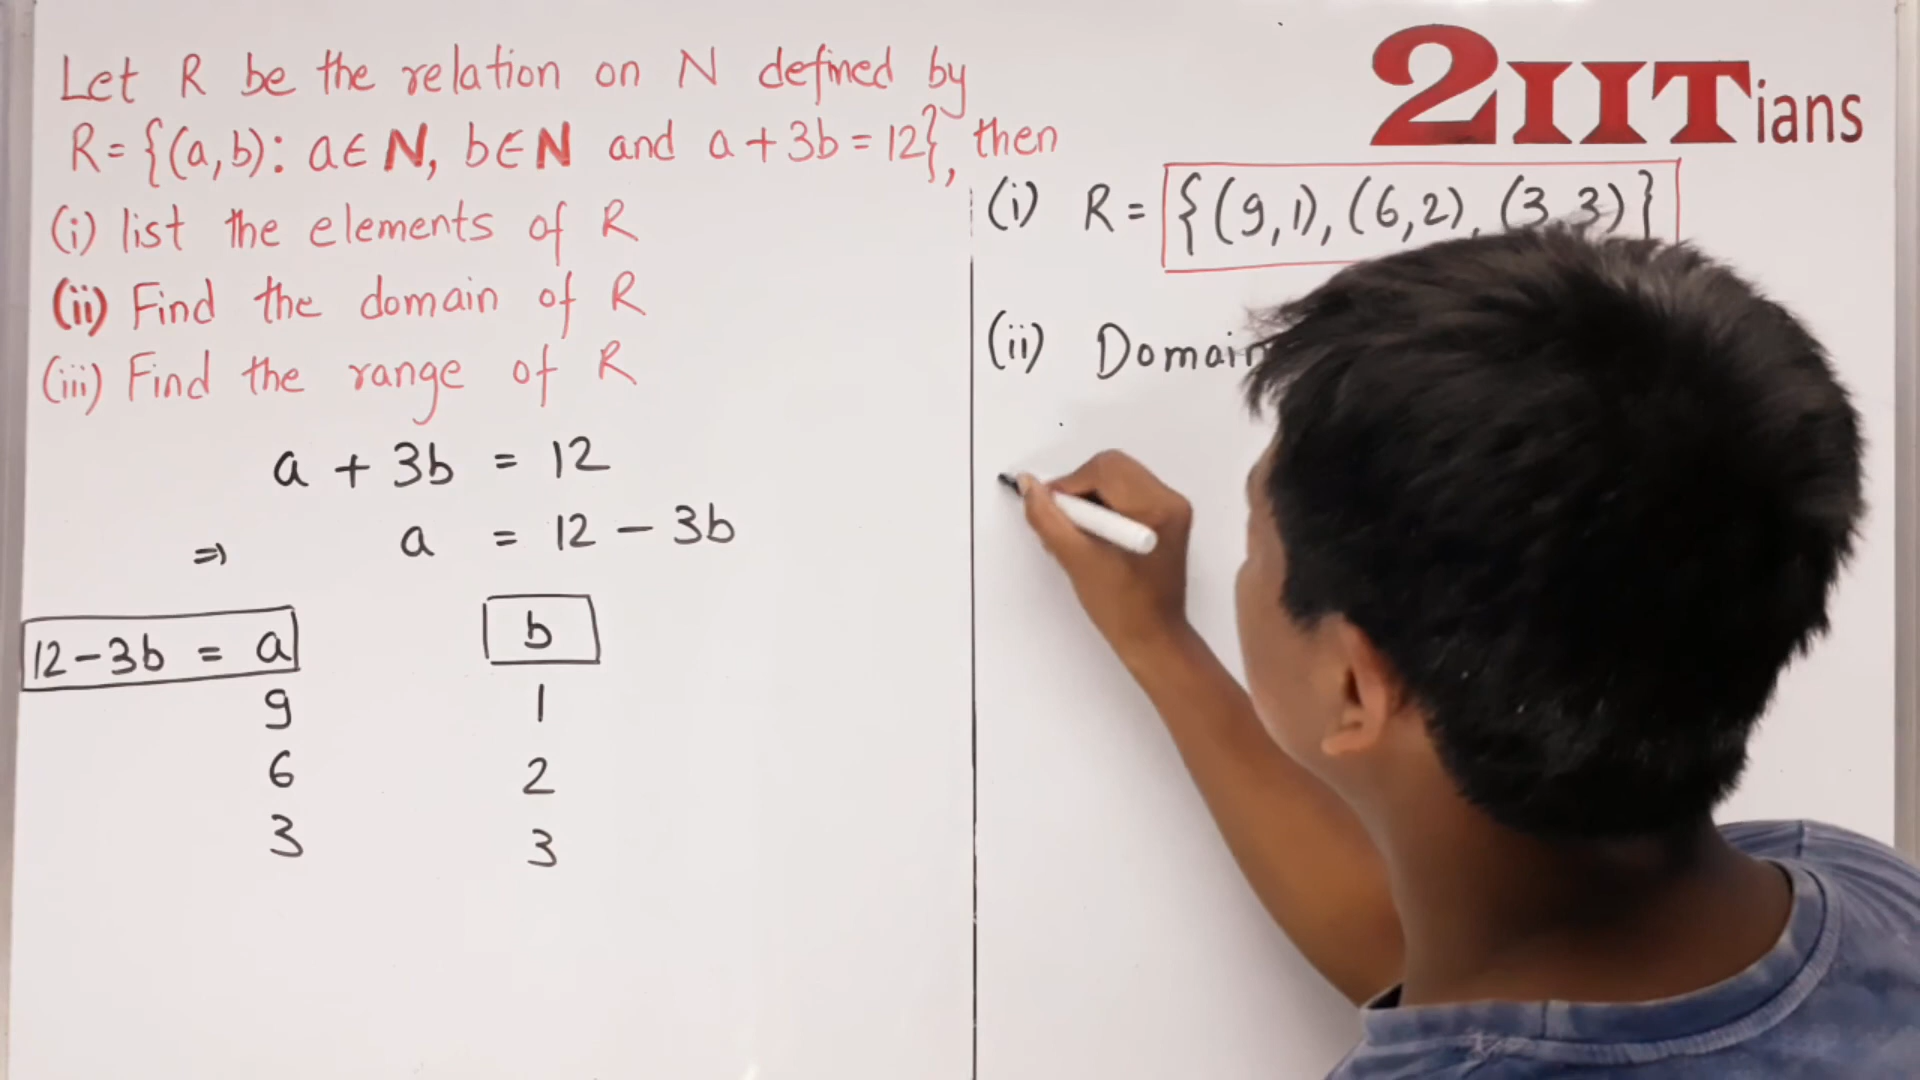 Let R be the relation on N defined by
R = {(a, b) : a ∈ N, b ∈ N and a + 3b = 12}, then
(i) list the elements of R
(ii) Find the domain of R
(iii) Find the range of R
a + 3b = 12
⇒ a = 12 - 3b
12 - 3b = a b
9 1
6 2
3 3
2IITians
(i) R = {(9, 1), (6, 2), (3, 3)}
(ii) Domain